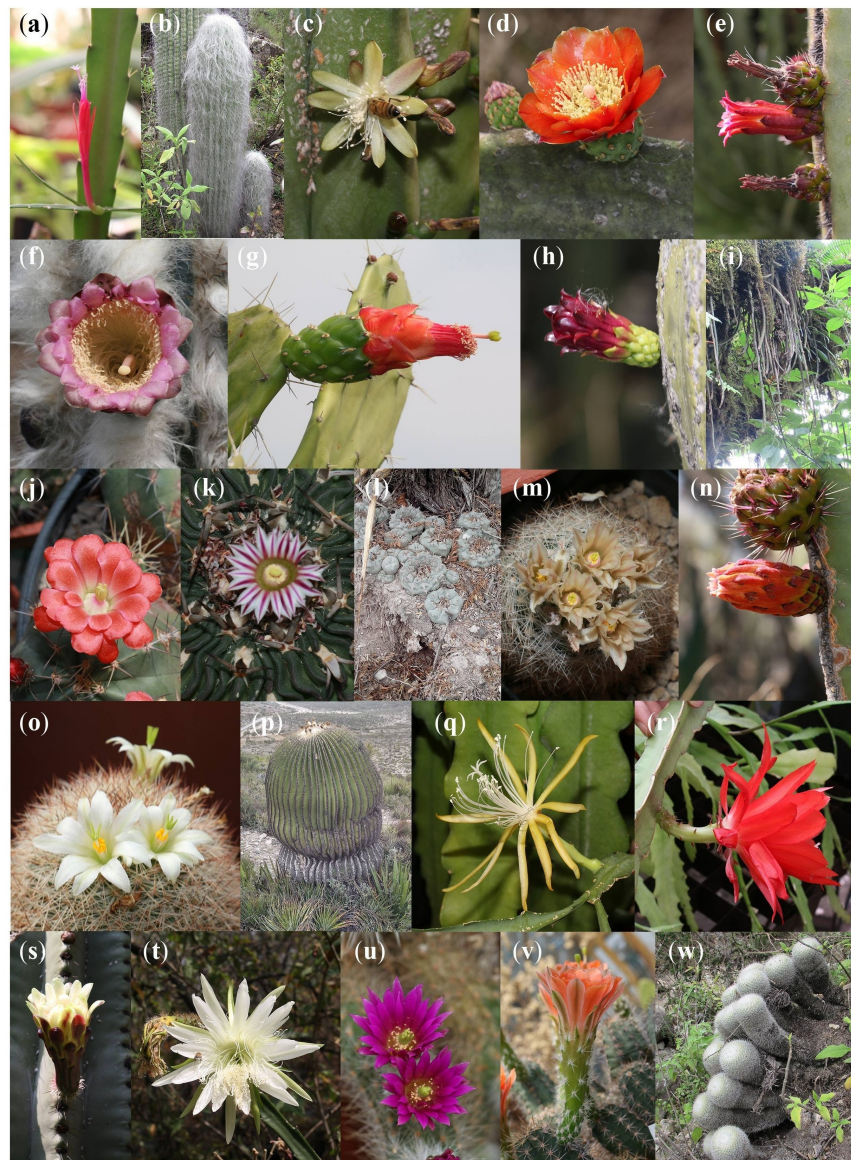 (a) (b) (c) (d) (e)
(f) (g) (h) (i)
(j) (k) (l) (m) (n)
(o) (p) (q) (r)
(s) (t) (u) (v) (w)